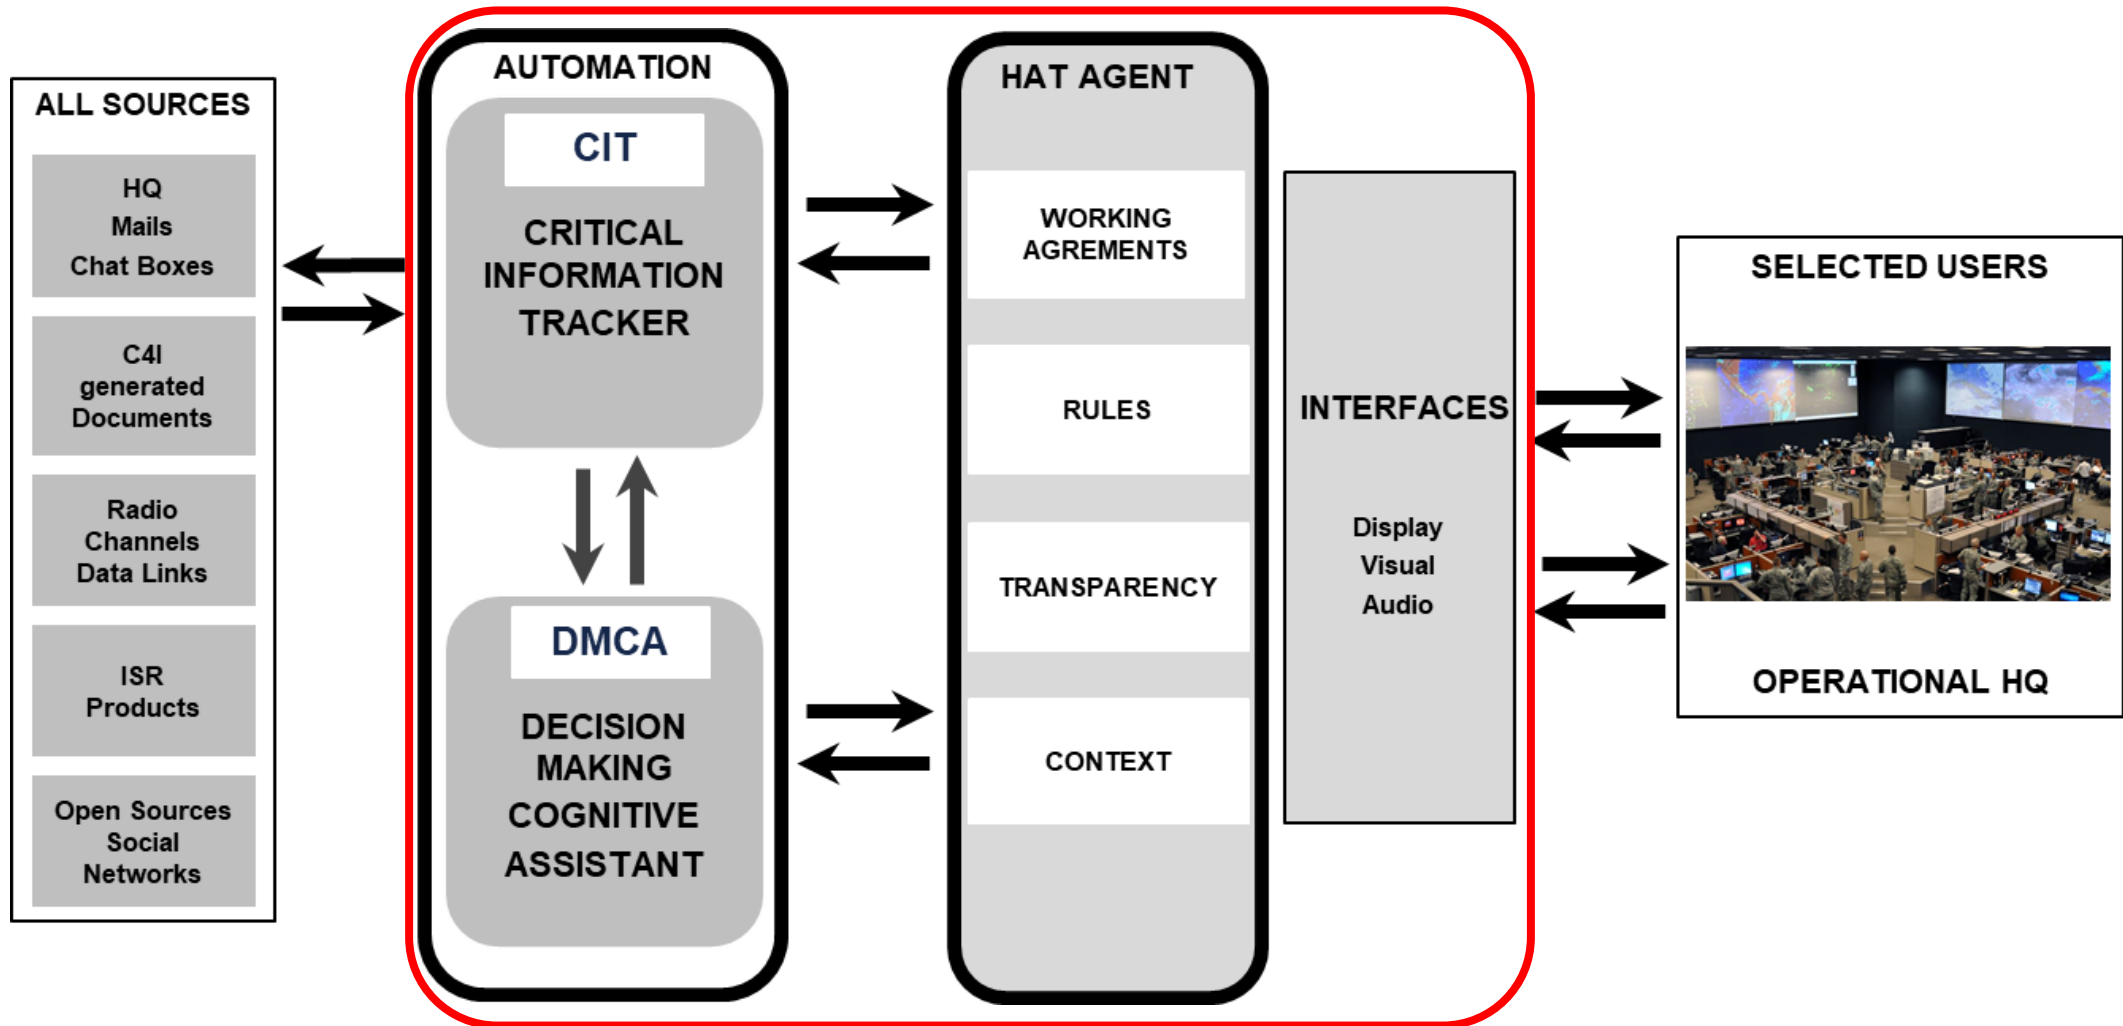 ALL SOURCES
HQ
Mails
Chat Boxes
C4I
generated
Documents
Radio
Channels
Data Links
ISR
Products
Open Sources
Social
Networks
AUTOMATION
CIT
CRITICAL
INFORMATION
TRACKER
DMCA
DECISION
MAKING
COGNITIVE
ASSISTANT
HAT AGENT
WORKING
AGREMENTS
RULES
TRANSPARENCY
CONTEXT
INTERFACES
Display
Visual
Audio
SELECTED USERS
OPERATIONAL HQ